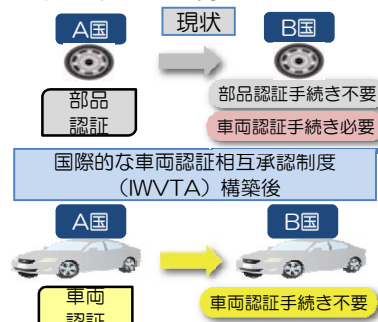 現状
A国
B国
部品
認証
部品認証手続き不要
車両認証手続き必要
国際的な車両認証相互承認制度
（IWVTA）構築後
A国
B国
車両
認証
車両認証手続き不要